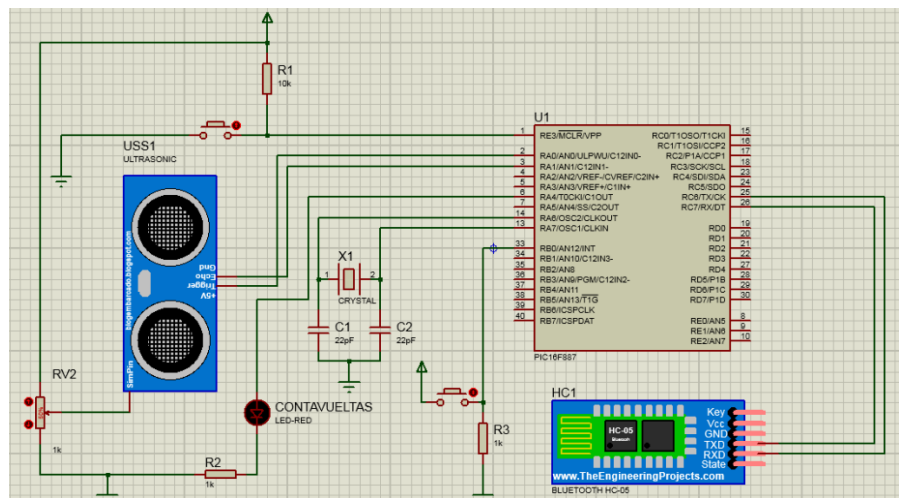 R1
10k
USS1
ULTRASONIC
blogembarcado.blogspot.com
Gnd
Echo
Trigger
+5V
SimPin
RV2
1k
R2
1k
CONTAVUELTAS
LED-RED
X1
1
2
CRYSTAL
C1
22pF
C2
22pF
R3
1k
U1
1 RE3/MCLR/VPP
2 RA0/AN0/ULPWU/C12IN0-
3 RA1/AN1/C12IN1-
4 RA2/AN2/VREF-/CVREF/C2IN+
5 RA3/AN3/VREF+/C1IN+
6 RA4/T0CKI/C1OUT
7 RA5/AN4/SS/C2OUT
14 RA6/OSC2/CLKOUT
13 RA7/OSC1/CLKIN
33 RB0/AN12/INT
34 RB1/AN10/C12IN3-
35 RB2/AN8
36 RB3/AN9/PGM/C12IN2-
37 RB4/AN11
38 RB5/AN13/T1G
39 RB6/ICSPCLK
40 RB7/ICSPDAT
RC0/T1OSO/T1CKI 15
RC1/T1OSI/CCP2 16
RC2/P1A/CCP1 17
RC3/SCK/SCL 18
RC4/SDI/SDA 23
RC5/SDO 24
RC6/TX/CK 25
RC7/RX/DT 26
RD0 19
RD1 20
RD2 21
RD3 22
RD4 27
RD5/P1B 28
RD6/P1C 29
RD7/P1D 30
RE0/AN5 8
RE1/AN6 9
RE2/AN7 10
PIC16F887
HC1
HC-05
Bluetooth
Key
Vcc
GND
TXD
RXD
State
www.TheEngineeringProjects.com
BLUETOOTH HC-05